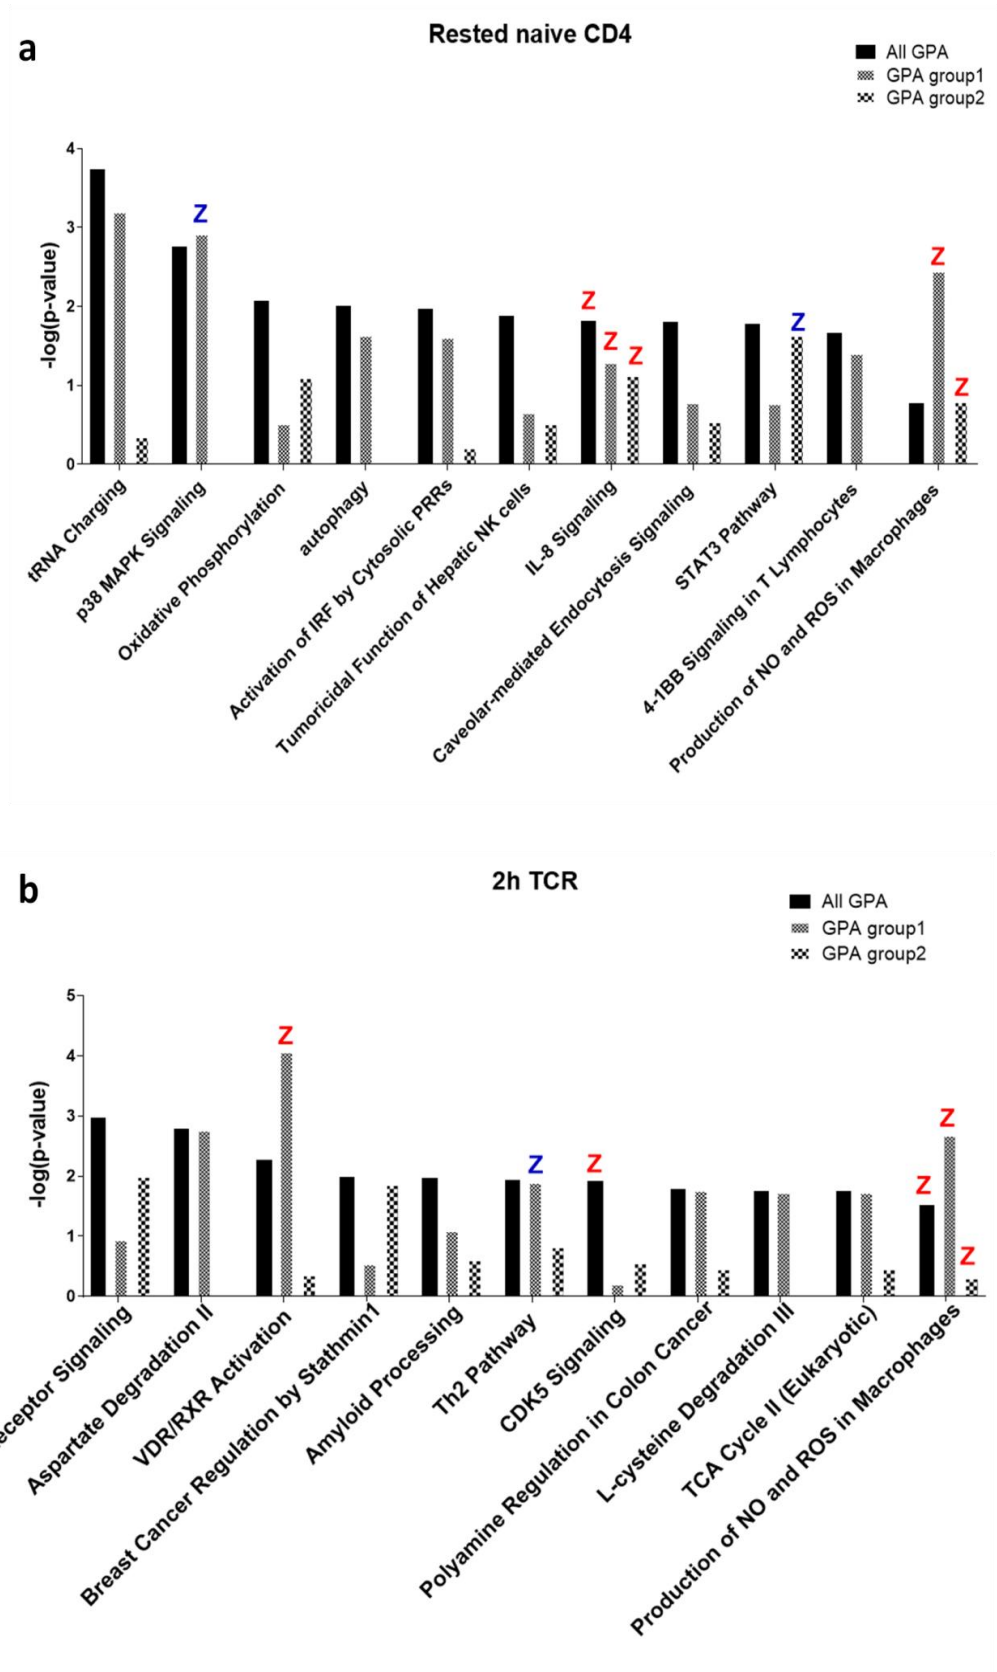 a
Rested naive CD4
All GPA
GPA group1
GPA group2
-log(p-value)
4
3
2
1
0
Z
Z
Z
Z
Z
Z
Z
tRNA Charging
p38 MAPK Signaling
Oxidative Phosphorylation
autophagy
Activation of IRF by Cytosolic PRRs
Tumoricidal Function of Hepatic NK cells
IL-8 Signaling
Caveolar-mediated Endocytosis Signaling
STAT3 Pathway
4-1BB Signaling in T Lymphocytes
Production of NO and ROS in Macrophages
b
2h TCR
All GPA
GPA group1
GPA group2
-log(p-value)
5
4
3
2
1
0
Z
Z
Z
Z
Z
Z
Signaling
Aspartate Degradation II
VDR/RXR Activation
Breast Cancer Regulation by Stathmin1
Amyloid Processing
Th2 Pathway
CDK5 Signaling
Polyamine Regulation in Colon Cancer
L-cysteine Degradation III
TCA Cycle II (Eukaryotic)
Production of NO and ROS in Macrophages